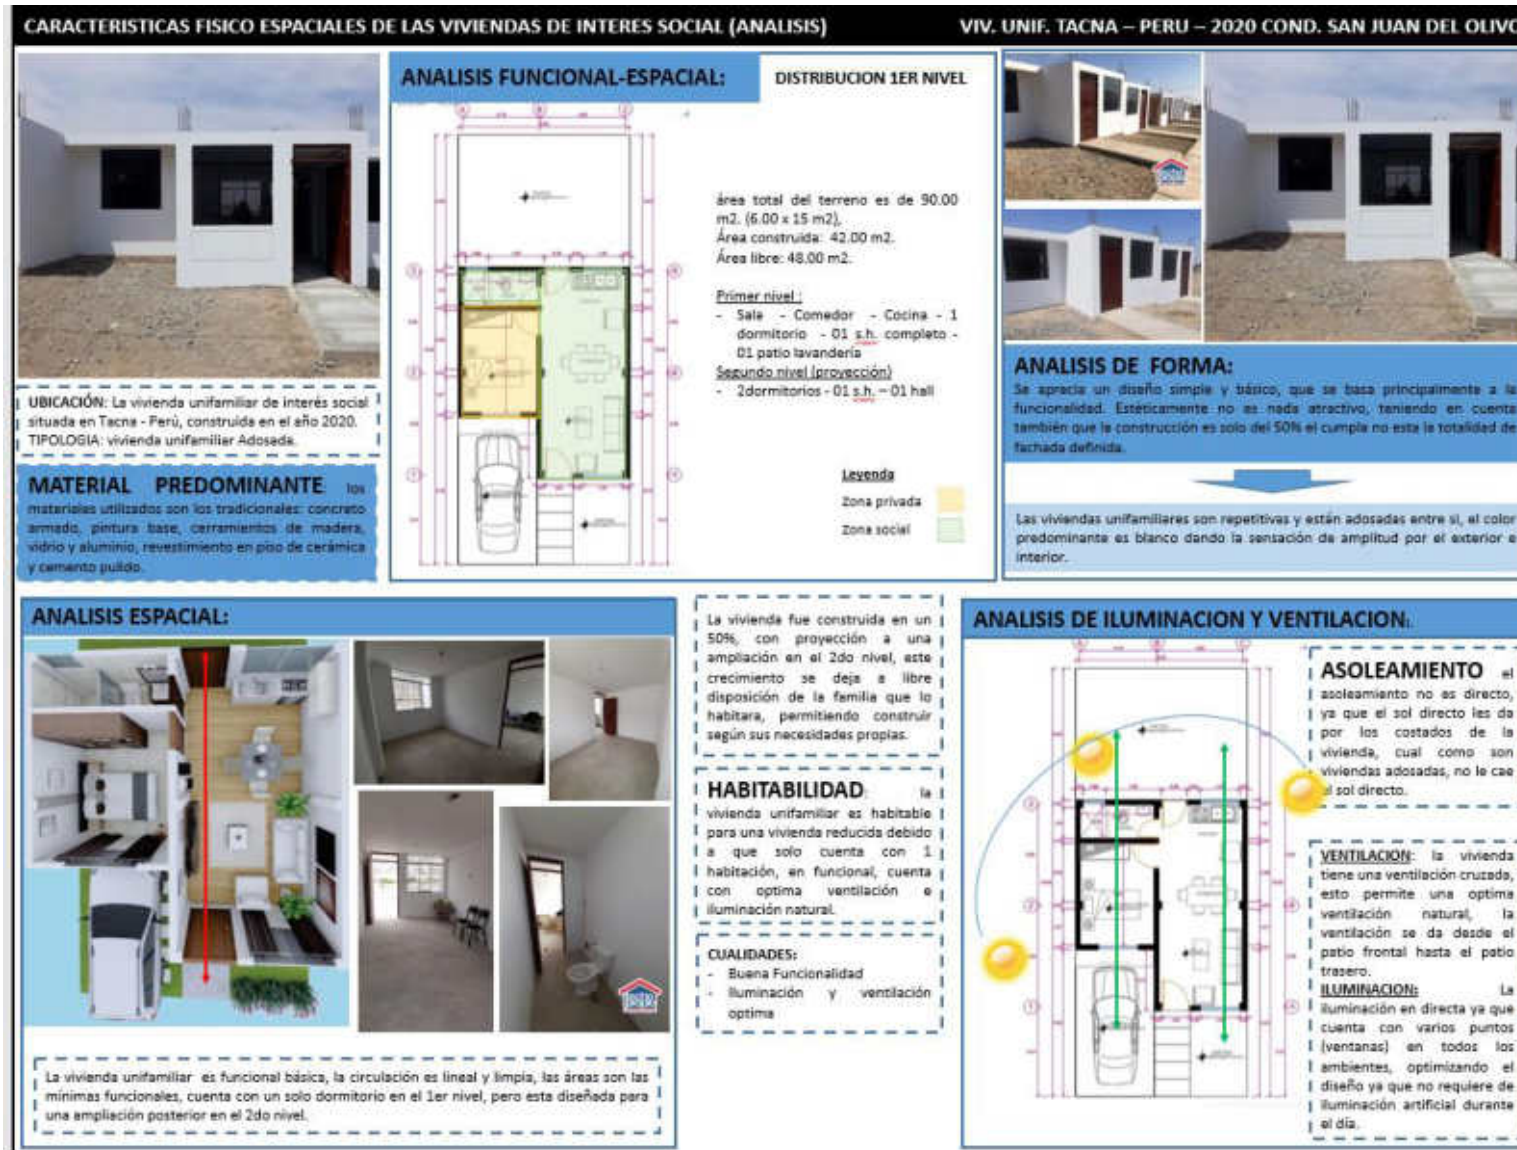 CARACTERISTICAS FISICO ESPACIALES DE LAS VIVIENDAS DE INTERES SOCIAL (ANALISIS)
VIV. UNIF. TACNA – PERU – 2020 COND. SAN JUAN DEL OLIVO
UBICACIÓN: La vivienda unifamiliar de interés social
situada en Tacna - Perú, construida en el año 2020.
TIPOLOGIA: vivienda unifamiliar Adosada.
MATERIAL PREDOMINANTE los
materiales utilizados son los tradicionales: concreto
armado, pintura base, cerramientos de madera,
vidrio y aluminio, revestimiento en piso de cerámica
y cemento pulido.
ANALISIS FUNCIONAL-ESPACIAL:
DISTRIBUCION 1ER NIVEL
área total del terreno es de 90.00
m2. (6.00 x 15 m2),
Área construida: 42.00 m2.
Área libre: 48.00 m2.
Primer nivel :
- Sala - Comedor - Cocina - 1
dormitorio - 01 s.h. completo -
01 patio lavandería
Segundo nivel (proyección)
- 2dormitorios - 01 s.h. – 01 hall
Leyenda
Zona privada
Zona social
ANALISIS DE FORMA:
Se aprecia un diseño simple y básico, que se basa principalmente a la
funcionalidad. Estéticamente no es nada atractivo, teniendo en cuenta
también que la construcción es solo del 50% el cumpla no esta la totalidad de
fachada definida.
Las viviendas unifamiliares son repetitivas y están adosadas entre si, el color
predominante es blanco dando la sensación de amplitud por el exterior e
interior.
ANALISIS ESPACIAL:
La vivienda unifamiliar es funcional básica, la circulación es lineal y limpia, las áreas son las
mínimas funcionales, cuenta con un solo dormitorio en el 1er nivel, pero esta diseñada para
una ampliación posterior en el 2do nivel.
La vivienda fue construida en un
50%, con proyección a una
ampliación en el 2do nivel, este
crecimiento se deja a libre
disposición de la familia que lo
habitara, permitiendo construir
según sus necesidades propias.
HABITABILIDAD: la
vivienda unifamiliar es habitable
para una vivienda reducida debido
a que solo cuenta con 1
habitación, en funcional, cuenta
con optima ventilación e
iluminación natural.
CUALIDADES:
- Buena Funcionalidad
- Iluminación y ventilación
optima
ANALISIS DE ILUMINACION Y VENTILACION:
ASOLEAMIENTO el
asoleamiento no es directo,
ya que el sol directo les da
por los costados de la
vivienda, cual como son
viviendas adosadas, no le cae
el sol directo.
VENTILACION: la vivienda
tiene una ventilación cruzada,
esto permite una optima
ventilación natural, la
ventilación se da desde el
patio frontal hasta el patio
trasero.
ILUMINACION: La
iluminación en directa ya que
cuenta con varios puntos
(ventanas) en todos los
ambientes, optimizando el
diseño ya que no requiere de
iluminación artificial durante
el día.